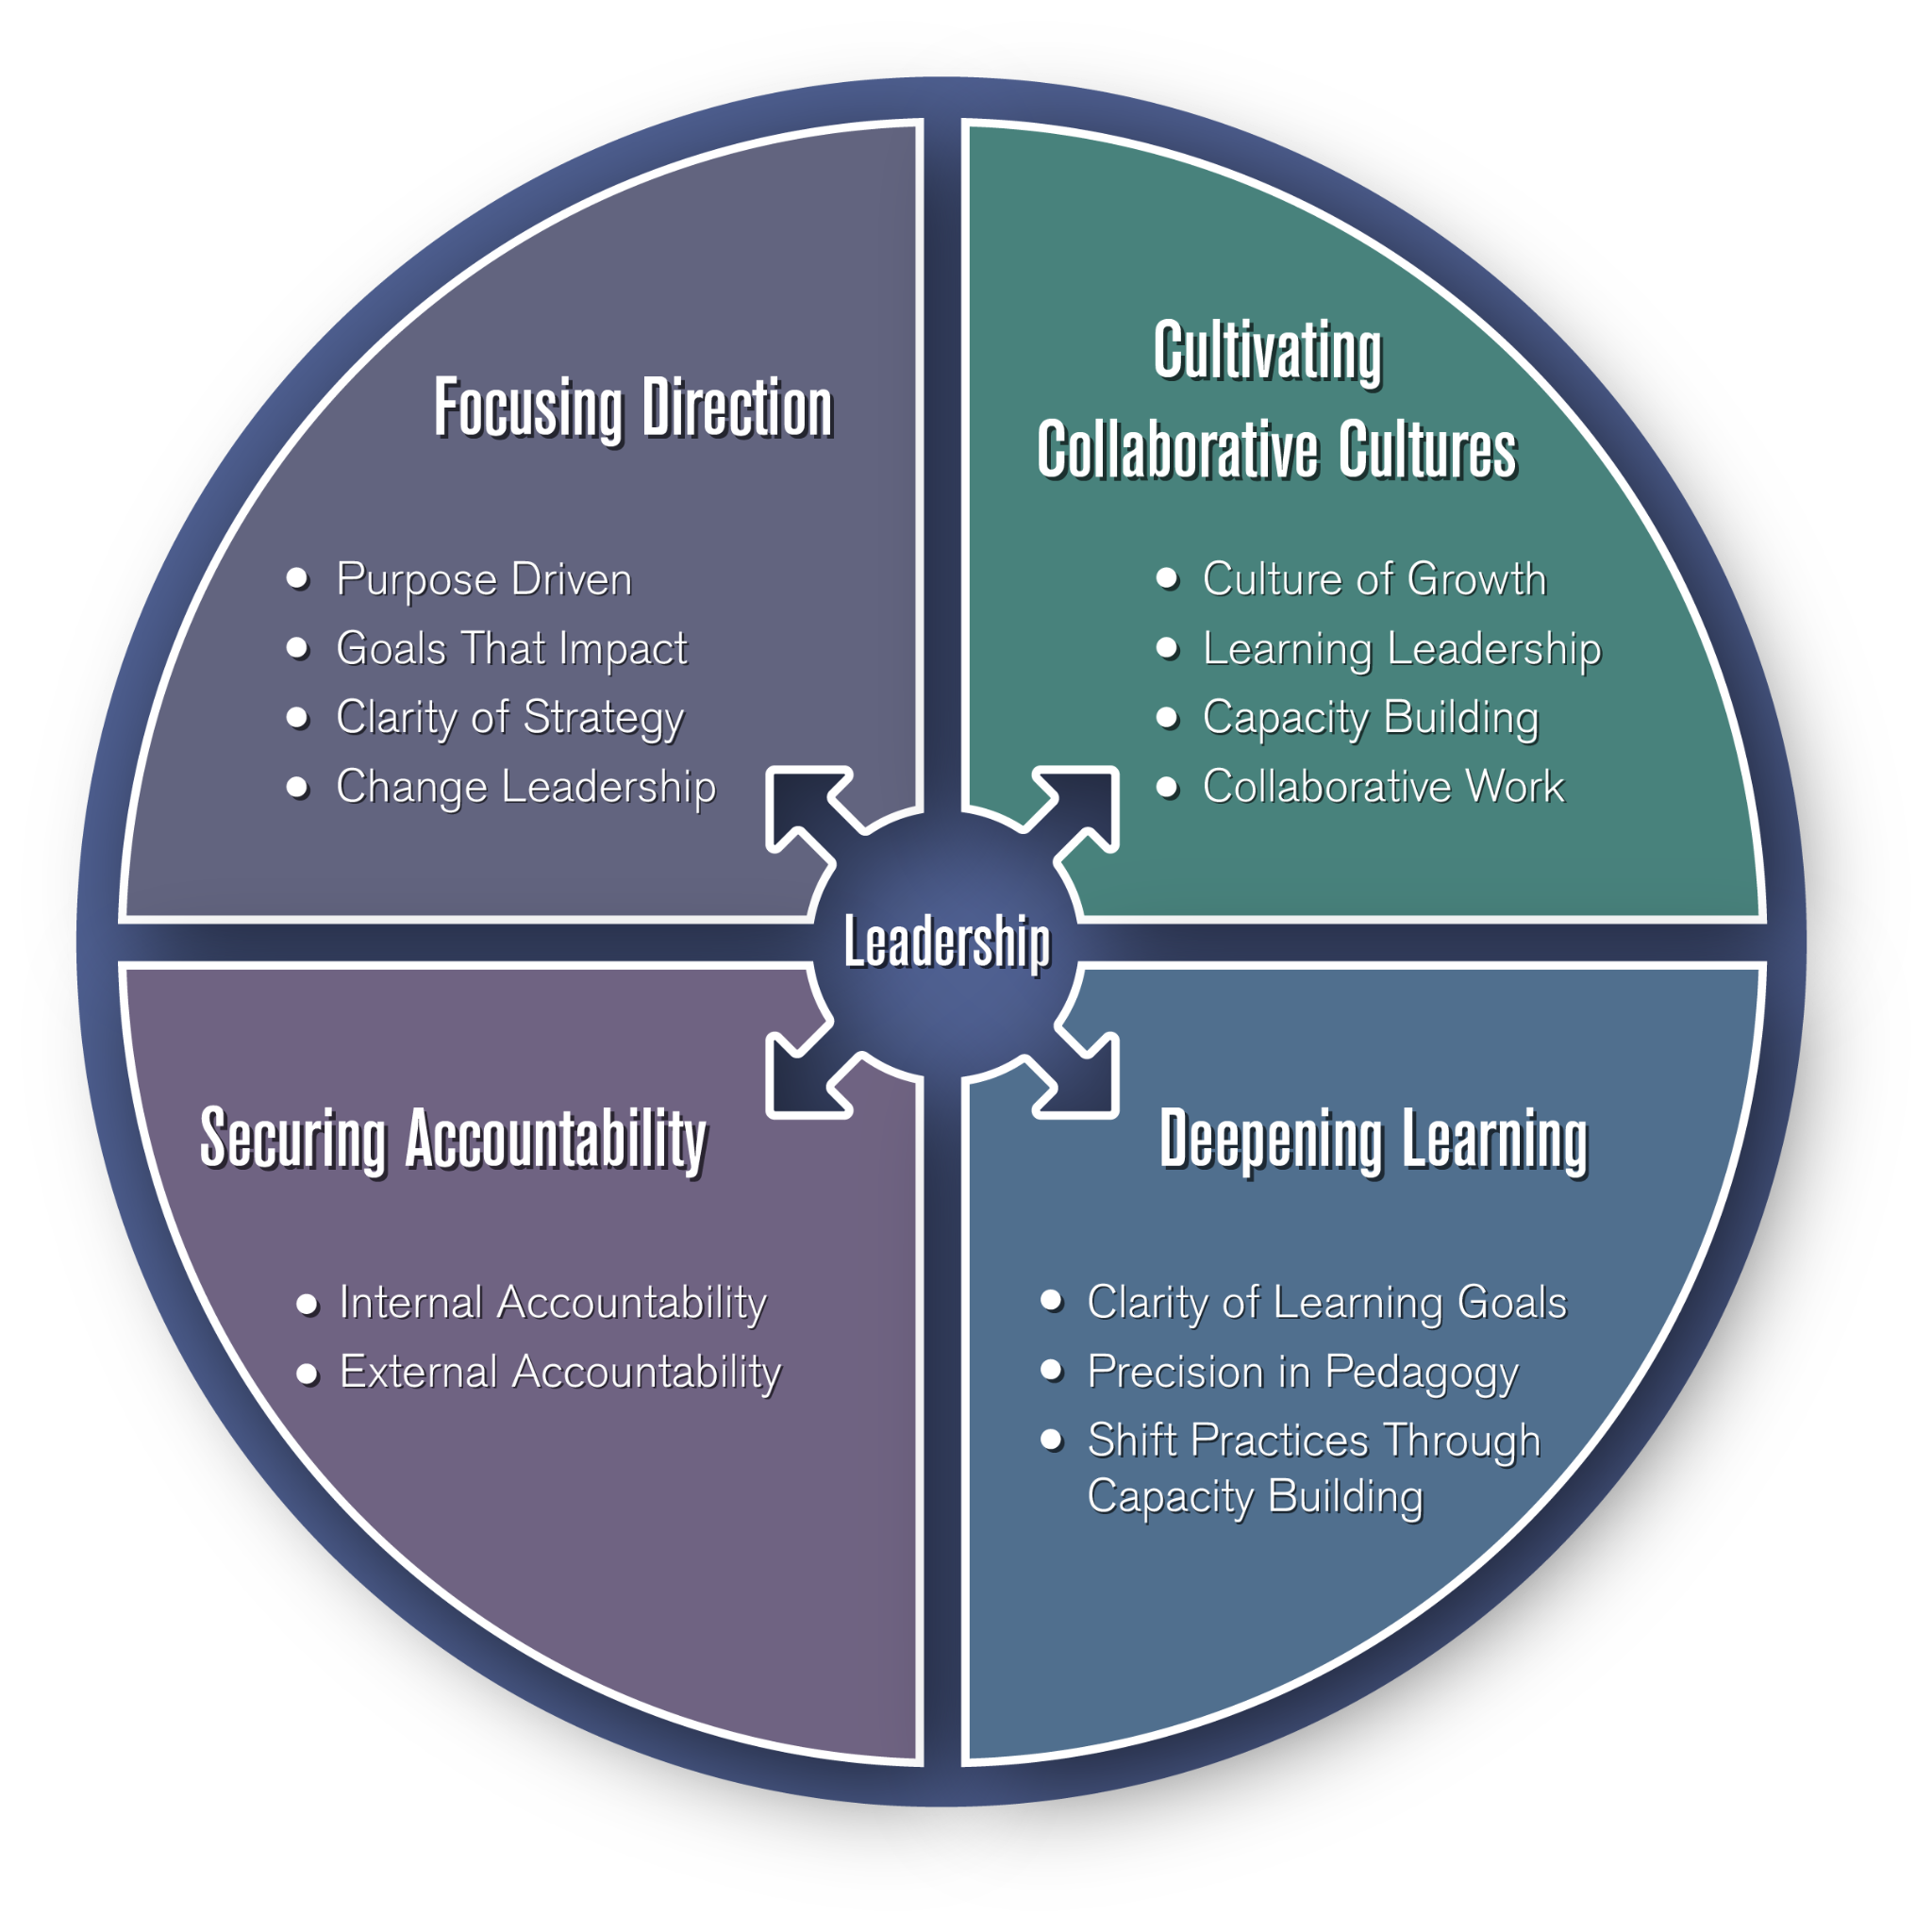 Focusing Direction
• Purpose Driven
• Goals That Impact
• Clarity of Strategy
• Change Leadership
Cultivating
Collaborative Cultures
• Culture of Growth
• Learning Leadership
• Capacity Building
• Collaborative Work
Leadership
Securing Accountability
• Internal Accountability
• External Accountability
Deepening Learning
• Clarity of Learning Goals
• Precision in Pedagogy
• Shift Practices Through
Capacity Building